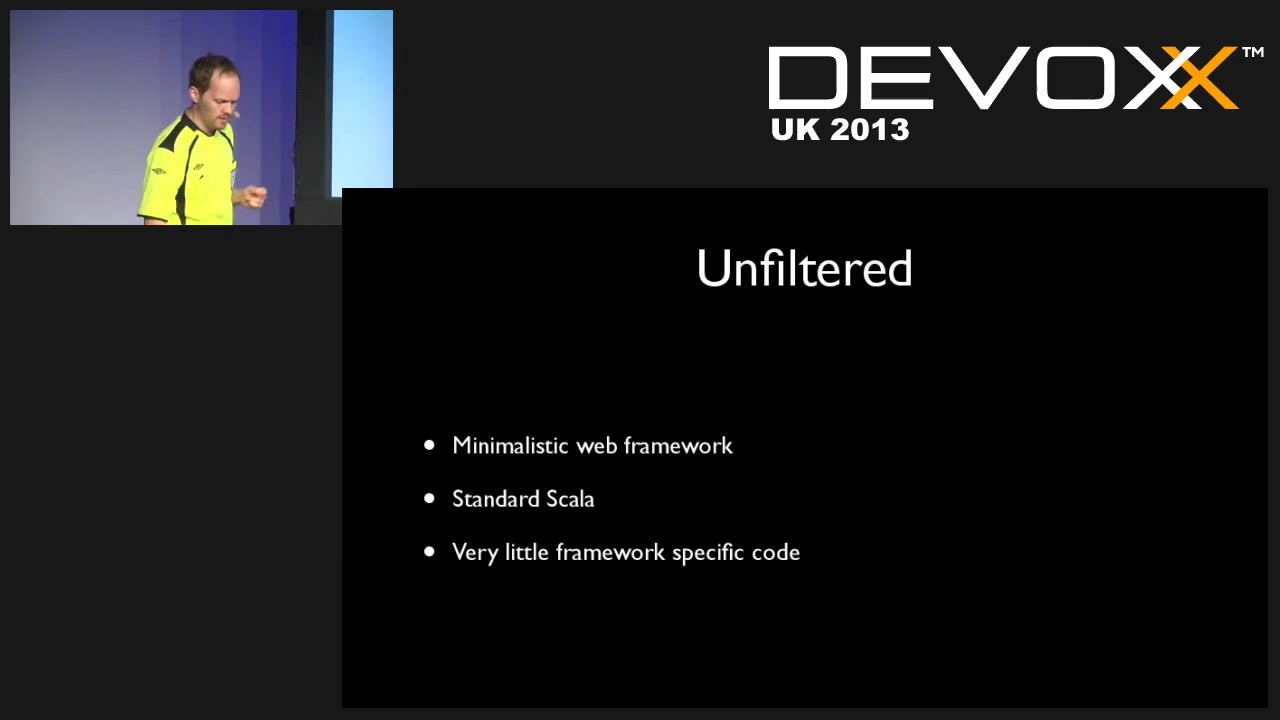 DEVOXX™
UK 2013
Unfiltered
• Minimalistic web framework
• Standard Scala
• Very little framework specific code